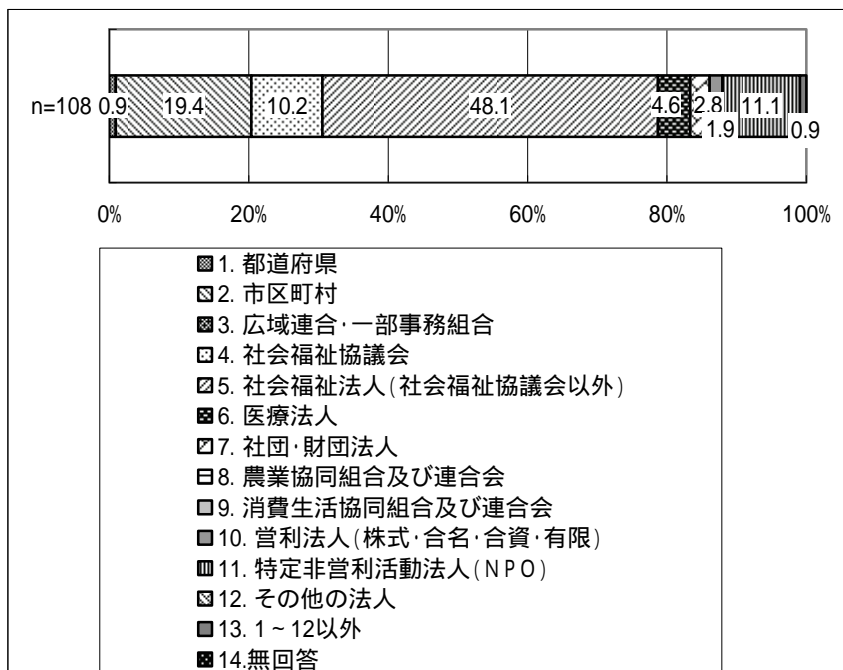 n=108 0.9 19.4 10.2 48.1 4.6 2.8 11.1
1.9 0.9
0% 20% 40% 60% 80% 100%
1. 都道府県
2. 市区町村
3. 広域連合・一部事務組合
4. 社会福祉協議会
5. 社会福祉法人(社会福祉協議会以外)
6. 医療法人
7. 社団・財団法人
8. 農業協同組合及び連合会
9. 消費生活協同組合及び連合会
10. 営利法人(株式・合名・合資・有限)
11. 特定非営利活動法人(NPO)
12. その他の法人
13. 1~12以外
14.無回答